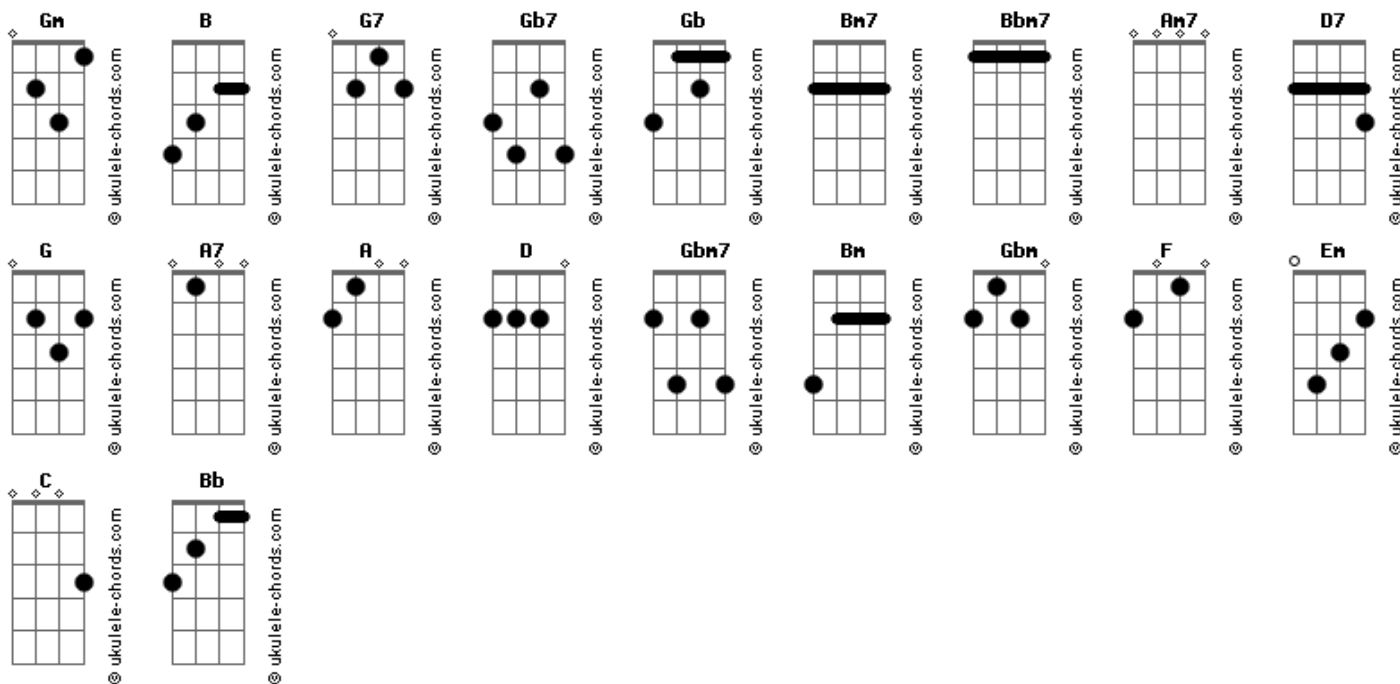 Gm B G7 Gb7 Gb Bm7 Bbm7 Am7 D7
© ukulele-chords.com © ukulele-chords.com © ukulele-chords.com © ukulele-chords.com © ukulele-chords.com © ukulele-chords.com © ukulele-chords.com © ukulele-chords.com © ukulele-chords.com
G A7 A D Gbm7 Bm Gbm F Em
© ukulele-chords.com © ukulele-chords.com © ukulele-chords.com © ukulele-chords.com © ukulele-chords.com © ukulele-chords.com © ukulele-chords.com © ukulele-chords.com © ukulele-chords.com
C Bb
© ukulele-chords.com © ukulele-chords.com